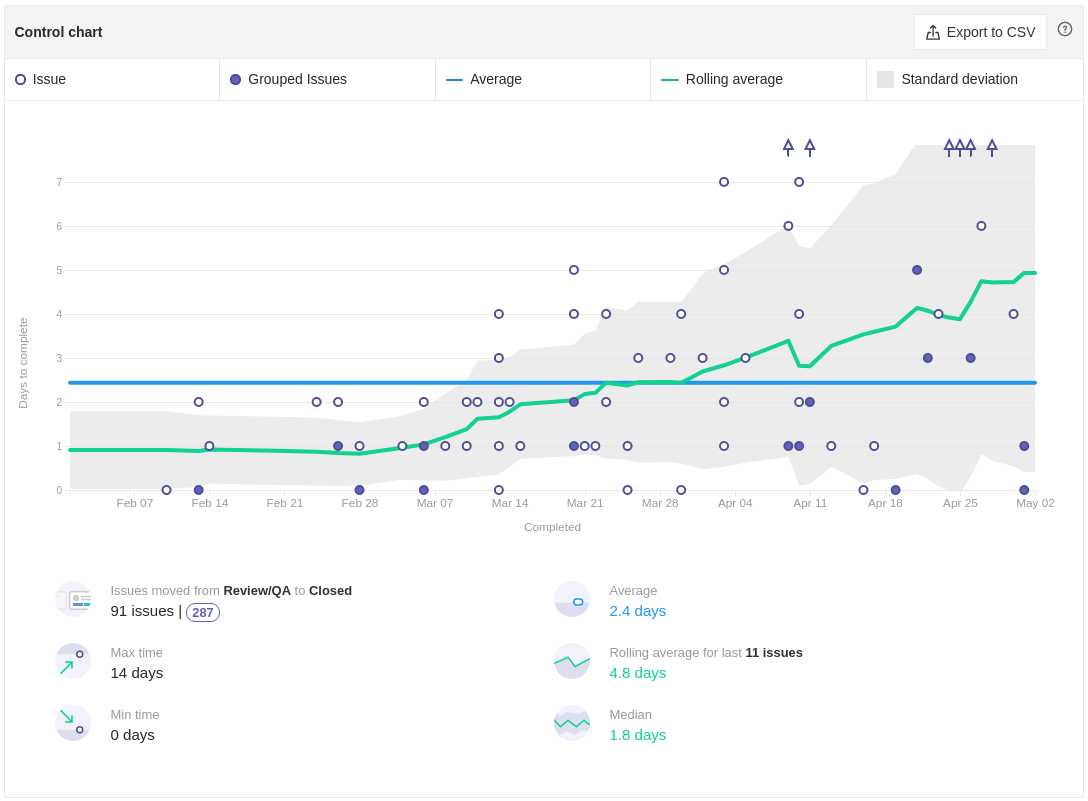 Control chart
Export to CSV
?
Issue
Grouped Issues
Average
Rolling average
Standard deviation
7
6
5
4
3
2
1
0
Days to complete
Feb 07
Feb 14
Feb 21
Feb 28
Mar 07
Mar 14
Mar 21
Mar 28
Apr 04
Apr 11
Apr 18
Apr 25
May 02
Completed
Issues moved from Review/QA to Closed
91 issues | 287
Average
2.4 days
Max time
14 days
Rolling average for last 11 issues
4.8 days
Min time
0 days
Median
1.8 days